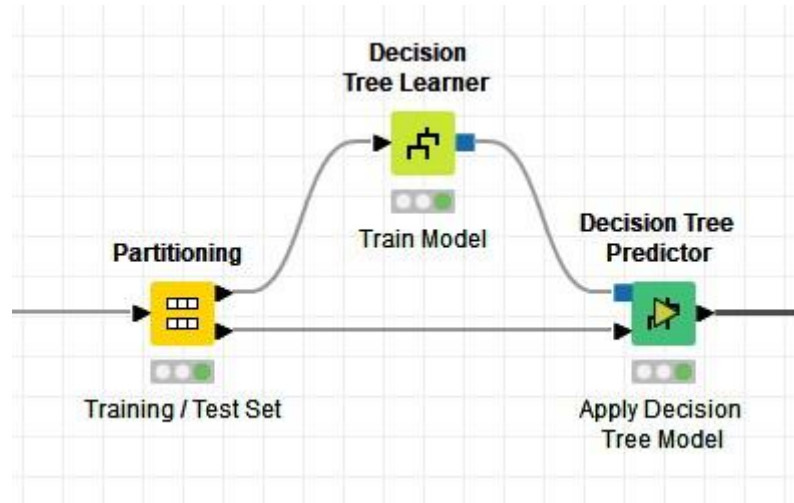 Decision
Tree Learner
Train Model
Partitioning
Training / Test Set
Decision Tree
Predictor
Apply Decision
Tree Model